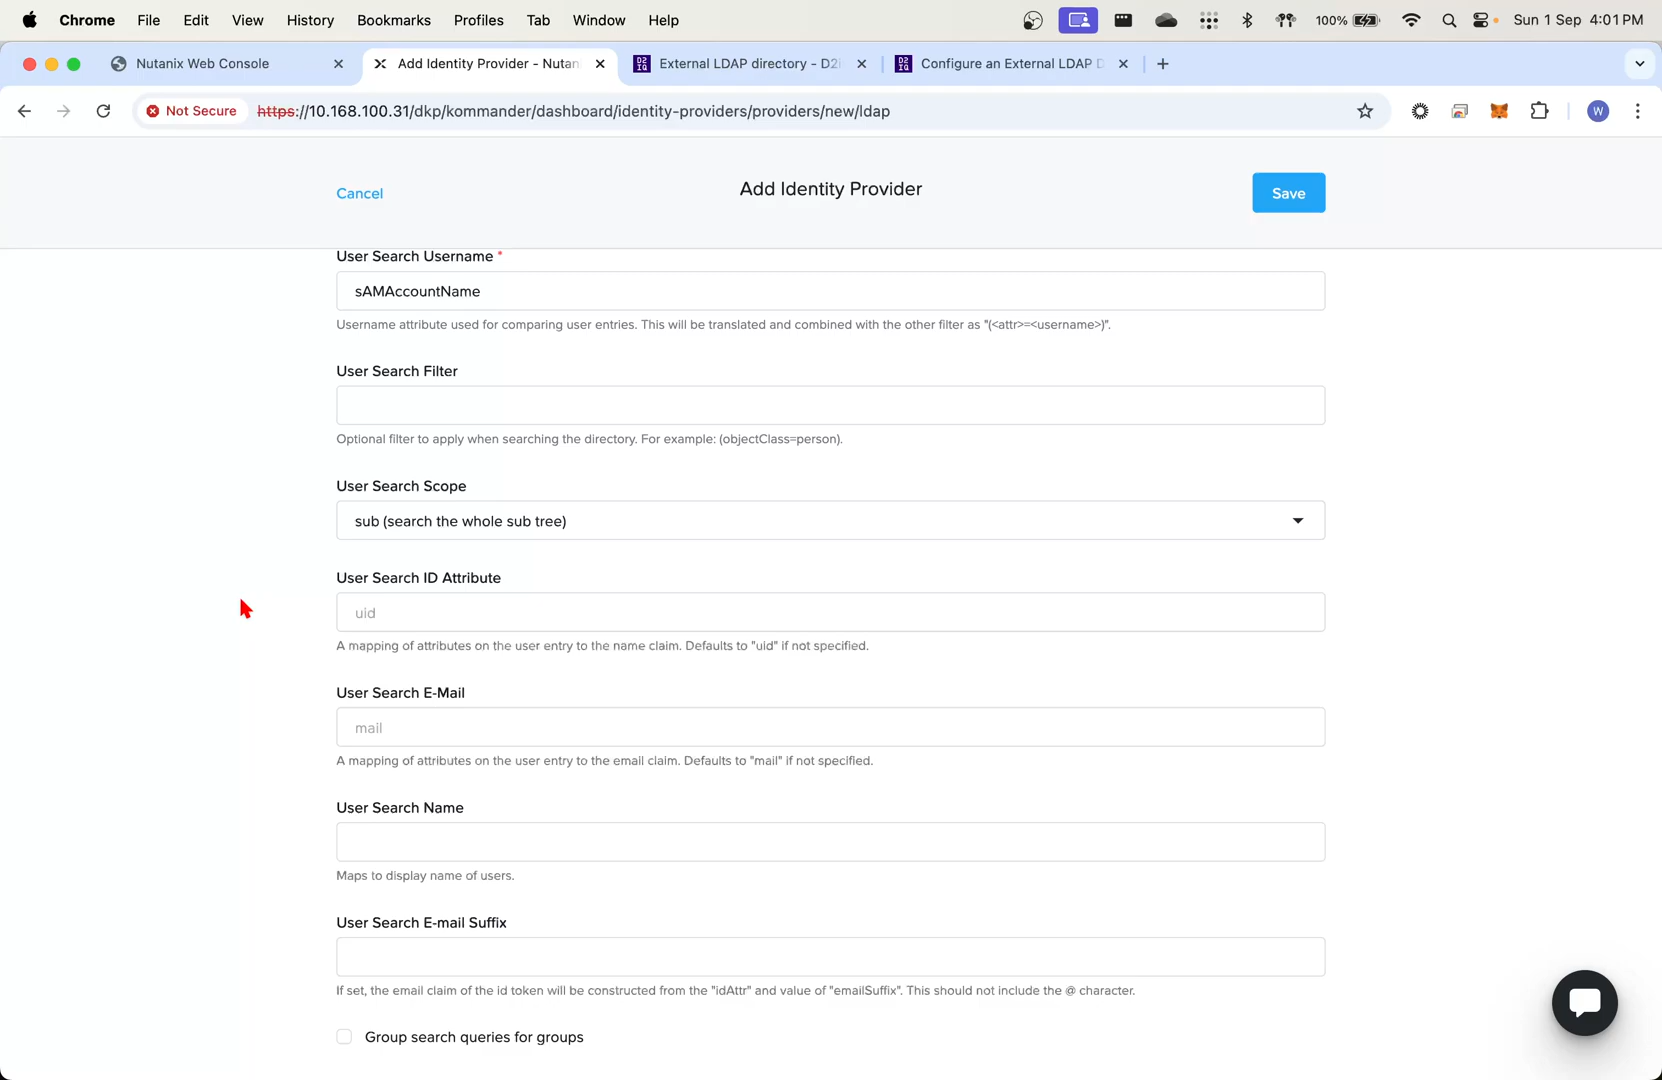 Chrome File Edit View History Bookmarks Profiles Tab Window Help 100% Sun 1 Sep 4:01 PM
Nutanix Web Console
Add Identity Provider - Nutan
External LDAP directory - D2i
Configure an External LDAP D
Not Secure https://10.168.100.31/dkp/kommander/dashboard/identity-providers/providers/new/ldap W
Cancel
Add Identity Provider
Save
User Search Username *
sAMAccountName
Username attribute used for comparing user entries. This will be translated and combined with the other filter as "(<attr>=<username>)".
User Search Filter
Optional filter to apply when searching the directory. For example: (objectClass=person).
User Search Scope
sub (search the whole sub tree)
User Search ID Attribute
uid
A mapping of attributes on the user entry to the name claim. Defaults to "uid" if not specified.
User Search E-Mail
mail
A mapping of attributes on the user entry to the email claim. Defaults to "mail" if not specified.
User Search Name
Maps to display name of users.
User Search E-mail Suffix
If set, the email claim of the id token will be constructed from the "idAttr" and value of "emailSuffix". This should not include the @ character.
Group search queries for groups